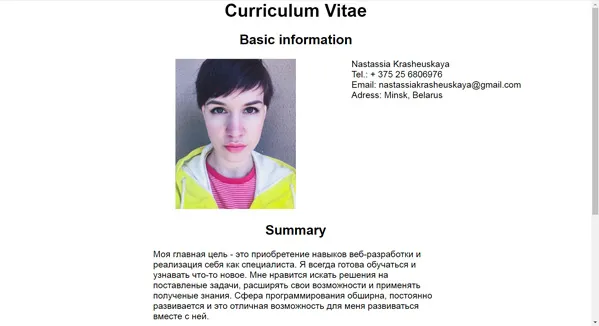 Curriculum Vitae
Basic information
Nastassia Krasheuskaya
Tel.: + 375 25 6806976
Email: nastassiakrasheuskaya@gmail.com
Adress: Minsk, Belarus
Summary
Моя главная цель - это приобретение навыков веб-разработки и
реализация себя как специалиста. Я всегда готова обучаться и
узнавать что-то новое. Мне нравится искать решения на
поставленые задачи, расширять свои возможности и применять
полученые знания. Сфера программирования обширна, постоянно
развивается и это отличная возможность для меня развиваться
вместе с ней.